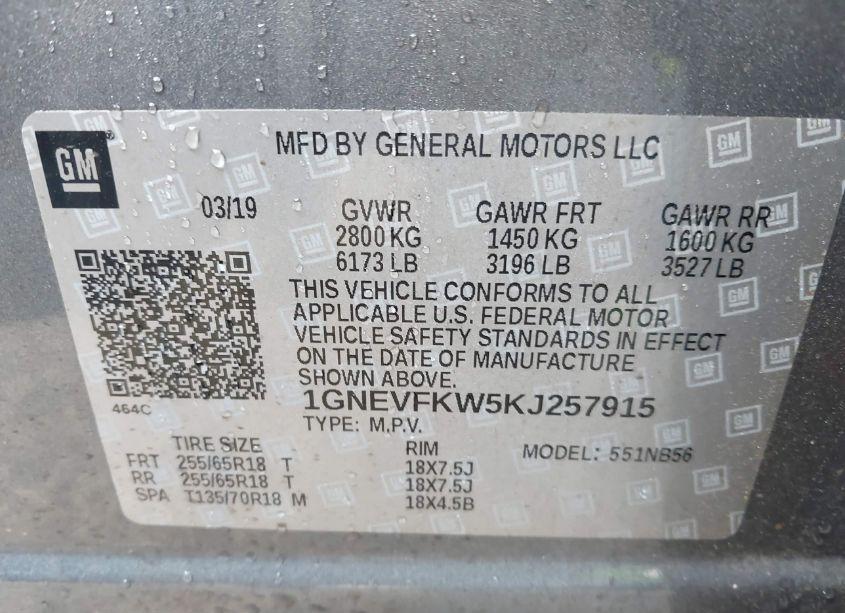 GM
MFD BY GENERAL MOTORS LLC
03/19 GVWR GAWR FRT GAWR RR
2800 KG 1450 KG 1600 KG
6173 LB 3196 LB 3527 LB
THIS VEHICLE CONFORMS TO ALL
APPLICABLE U.S. FEDERAL MOTOR
VEHICLE SAFETY STANDARDS IN EFFECT
ON THE DATE OF MANUFACTURE
SHOWN ABOVE.
464C
1GNEVFKW5KJ257915
TYPE: M.P.V.
TIRE SIZE RIM MODEL: 551NB56
FRT 255/65R18 T 18X7.5J
RR 255/65R18 T 18X7.5J
SPA T135/70R18 M 18X4.5B